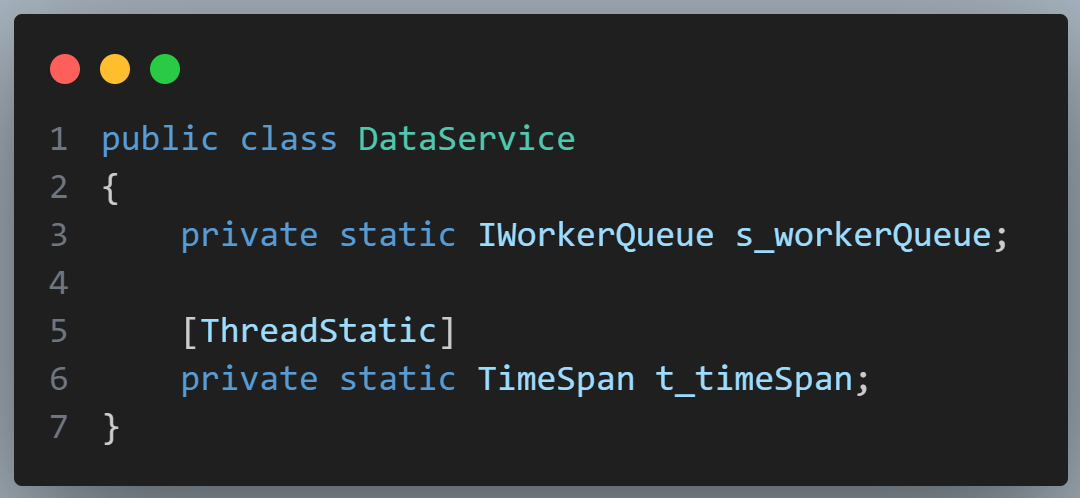 1 public class DataService
2 {
3     private static IWorkerQueue s_workerQueue;
4
5     [ThreadStatic]
6     private static TimeSpan t_timeSpan;
7 }